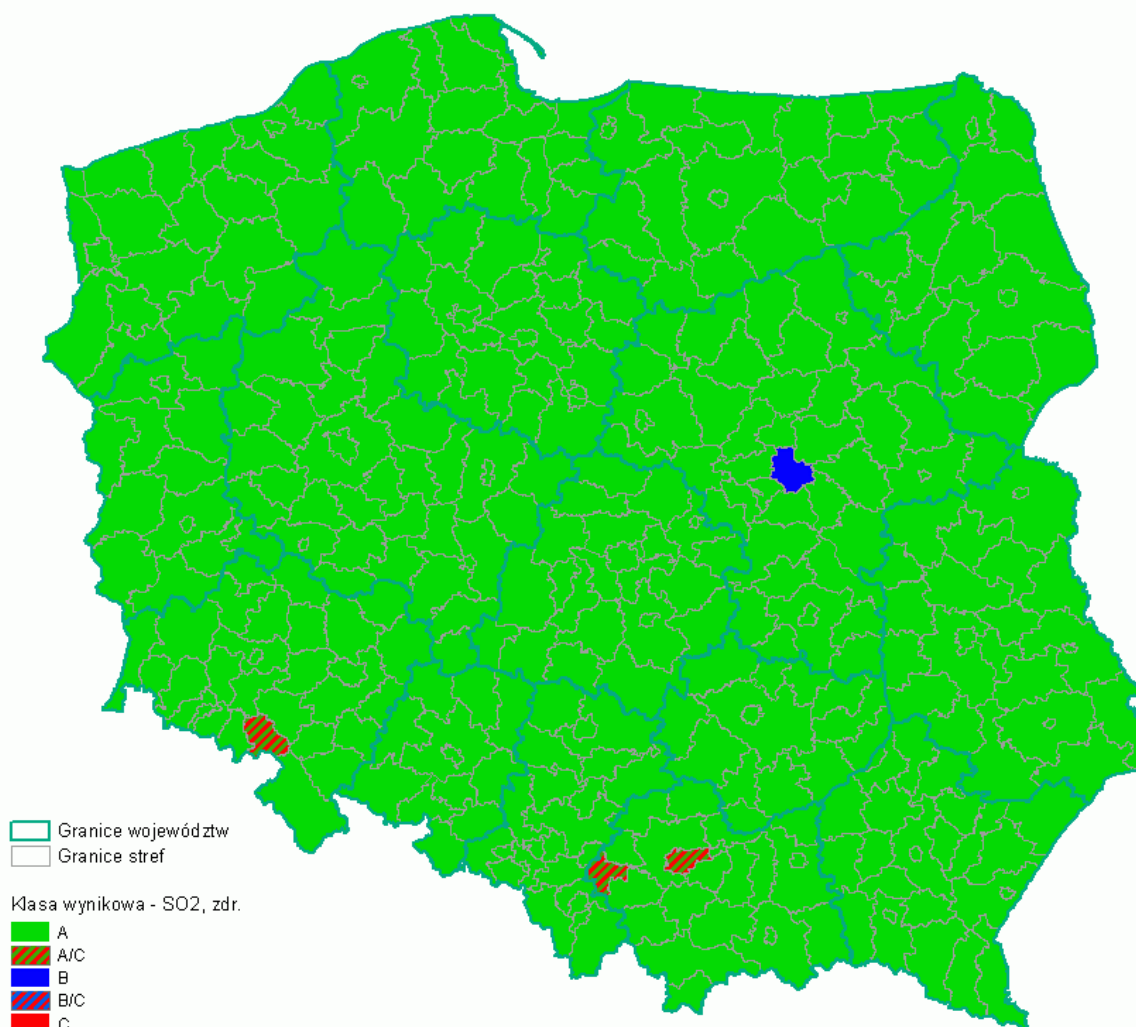 Granice województw
Granice stref
Klasa wynikowa - SO2, zdr.
A
A/C
B
B/C
C